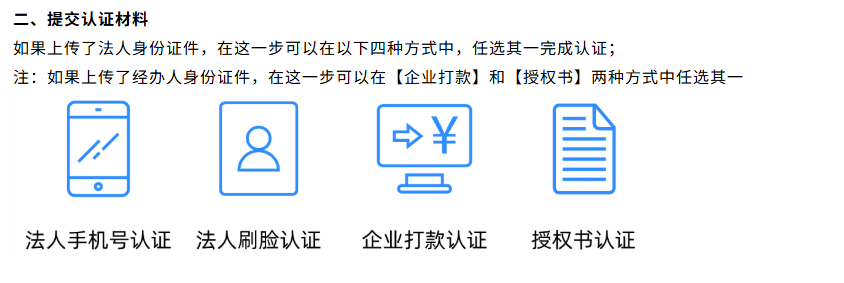 二、提交认证材料
如果上传了法人身份证件，在这一步可以在以下四种方式中，任选其一完成认证；
注：如果上传了经办人身份证件，在这一步可以在【企业打款】和【授权书】两种方式中任选其一
¥
法人手机号认证 法人刷脸认证 企业打款认证 授权书认证